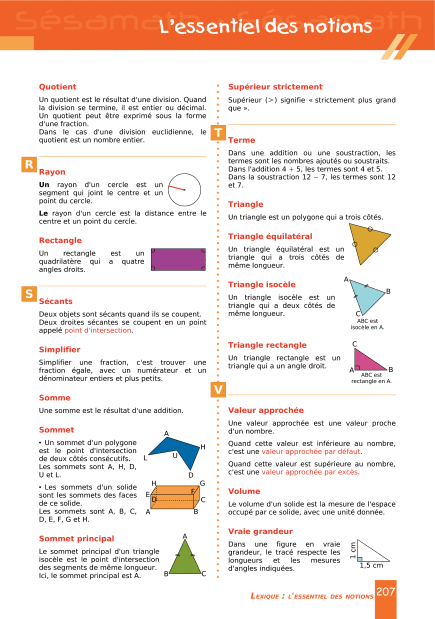 Sésamath Sésamath
L'essentiel des notions
Quotient
Un quotient est le résultat d'une division. Quand
la division se termine, il est entier ou décimal.
Un quotient peut être exprimé sous la forme
d'une fraction.
Dans le cas d'une division euclidienne, le
quotient est un nombre entier.
R
Rayon
Un rayon d'un cercle est un
segment qui joint le centre et un
point du cercle.
Le rayon d'un cercle est la distance entre le
centre et un point du cercle.
Rectangle
Un rectangle est un
quadrilatère qui a quatre
angles droits.
S
Sécants
Deux objets sont sécants quand ils se coupent.
Deux droites sécantes se coupent en un point
appelé point d'intersection.
Simplifier
Simplifier une fraction, c'est trouver une
fraction égale, avec un numérateur et un
dénominateur entiers et plus petits.
Somme
Une somme est le résultat d'une addition.
Sommet
• Un sommet d'un polygone
est le point d'intersection
de deux côtés consécutifs.
Les sommets sont A, H, D,
U et L.
A
H
L
U
D
• Les sommets d'un solide
sont les sommets des faces
de ce solide.
Les sommets sont A, B, C,
D, E, F, G et H.
H
G
E
F
D
C
A
B
Sommet principal
Le sommet principal d'un triangle
isocèle est le point d'intersection
des segments de même longueur.
Ici, le sommet principal est A.
A
B
C
Supérieur strictement
Supérieur (>) signifie « strictement plus grand
que ».
T
Terme
Dans une addition ou une soustraction, les
termes sont les nombres ajoutés ou soustraits.
Dans l'addition 4 + 5, les termes sont 4 et 5.
Dans la soustraction 12 − 7, les termes sont 12
et 7.
Triangle
Un triangle est un polygone qui a trois côtés.
Triangle équilatéral
Un triangle équilatéral est un
triangle qui a trois côtés de
même longueur.
Triangle isocèle
Un triangle isocèle est un
triangle qui a deux côtés de
même longueur.
A
B
C
ABC est
isocèle en A.
Triangle rectangle
Un triangle rectangle est un
triangle qui a un angle droit.
C
A
B
ABC est
rectangle en A.
V
Valeur approchée
Une valeur approchée est une valeur proche
d'un nombre.
Quand cette valeur est inférieure au nombre,
c'est une valeur approchée par défaut.
Quand cette valeur est supérieure au nombre,
c'est une valeur approchée par excès.
Volume
Le volume d'un solide est la mesure de l'espace
occupé par ce solide, avec une unité donnée.
Vraie grandeur
Dans une figure en vraie
grandeur, le tracé respecte les
longueurs et les mesures
d'angles indiquées.
1 cm
1,5 cm
Lexique : l'essentiel des notions 207